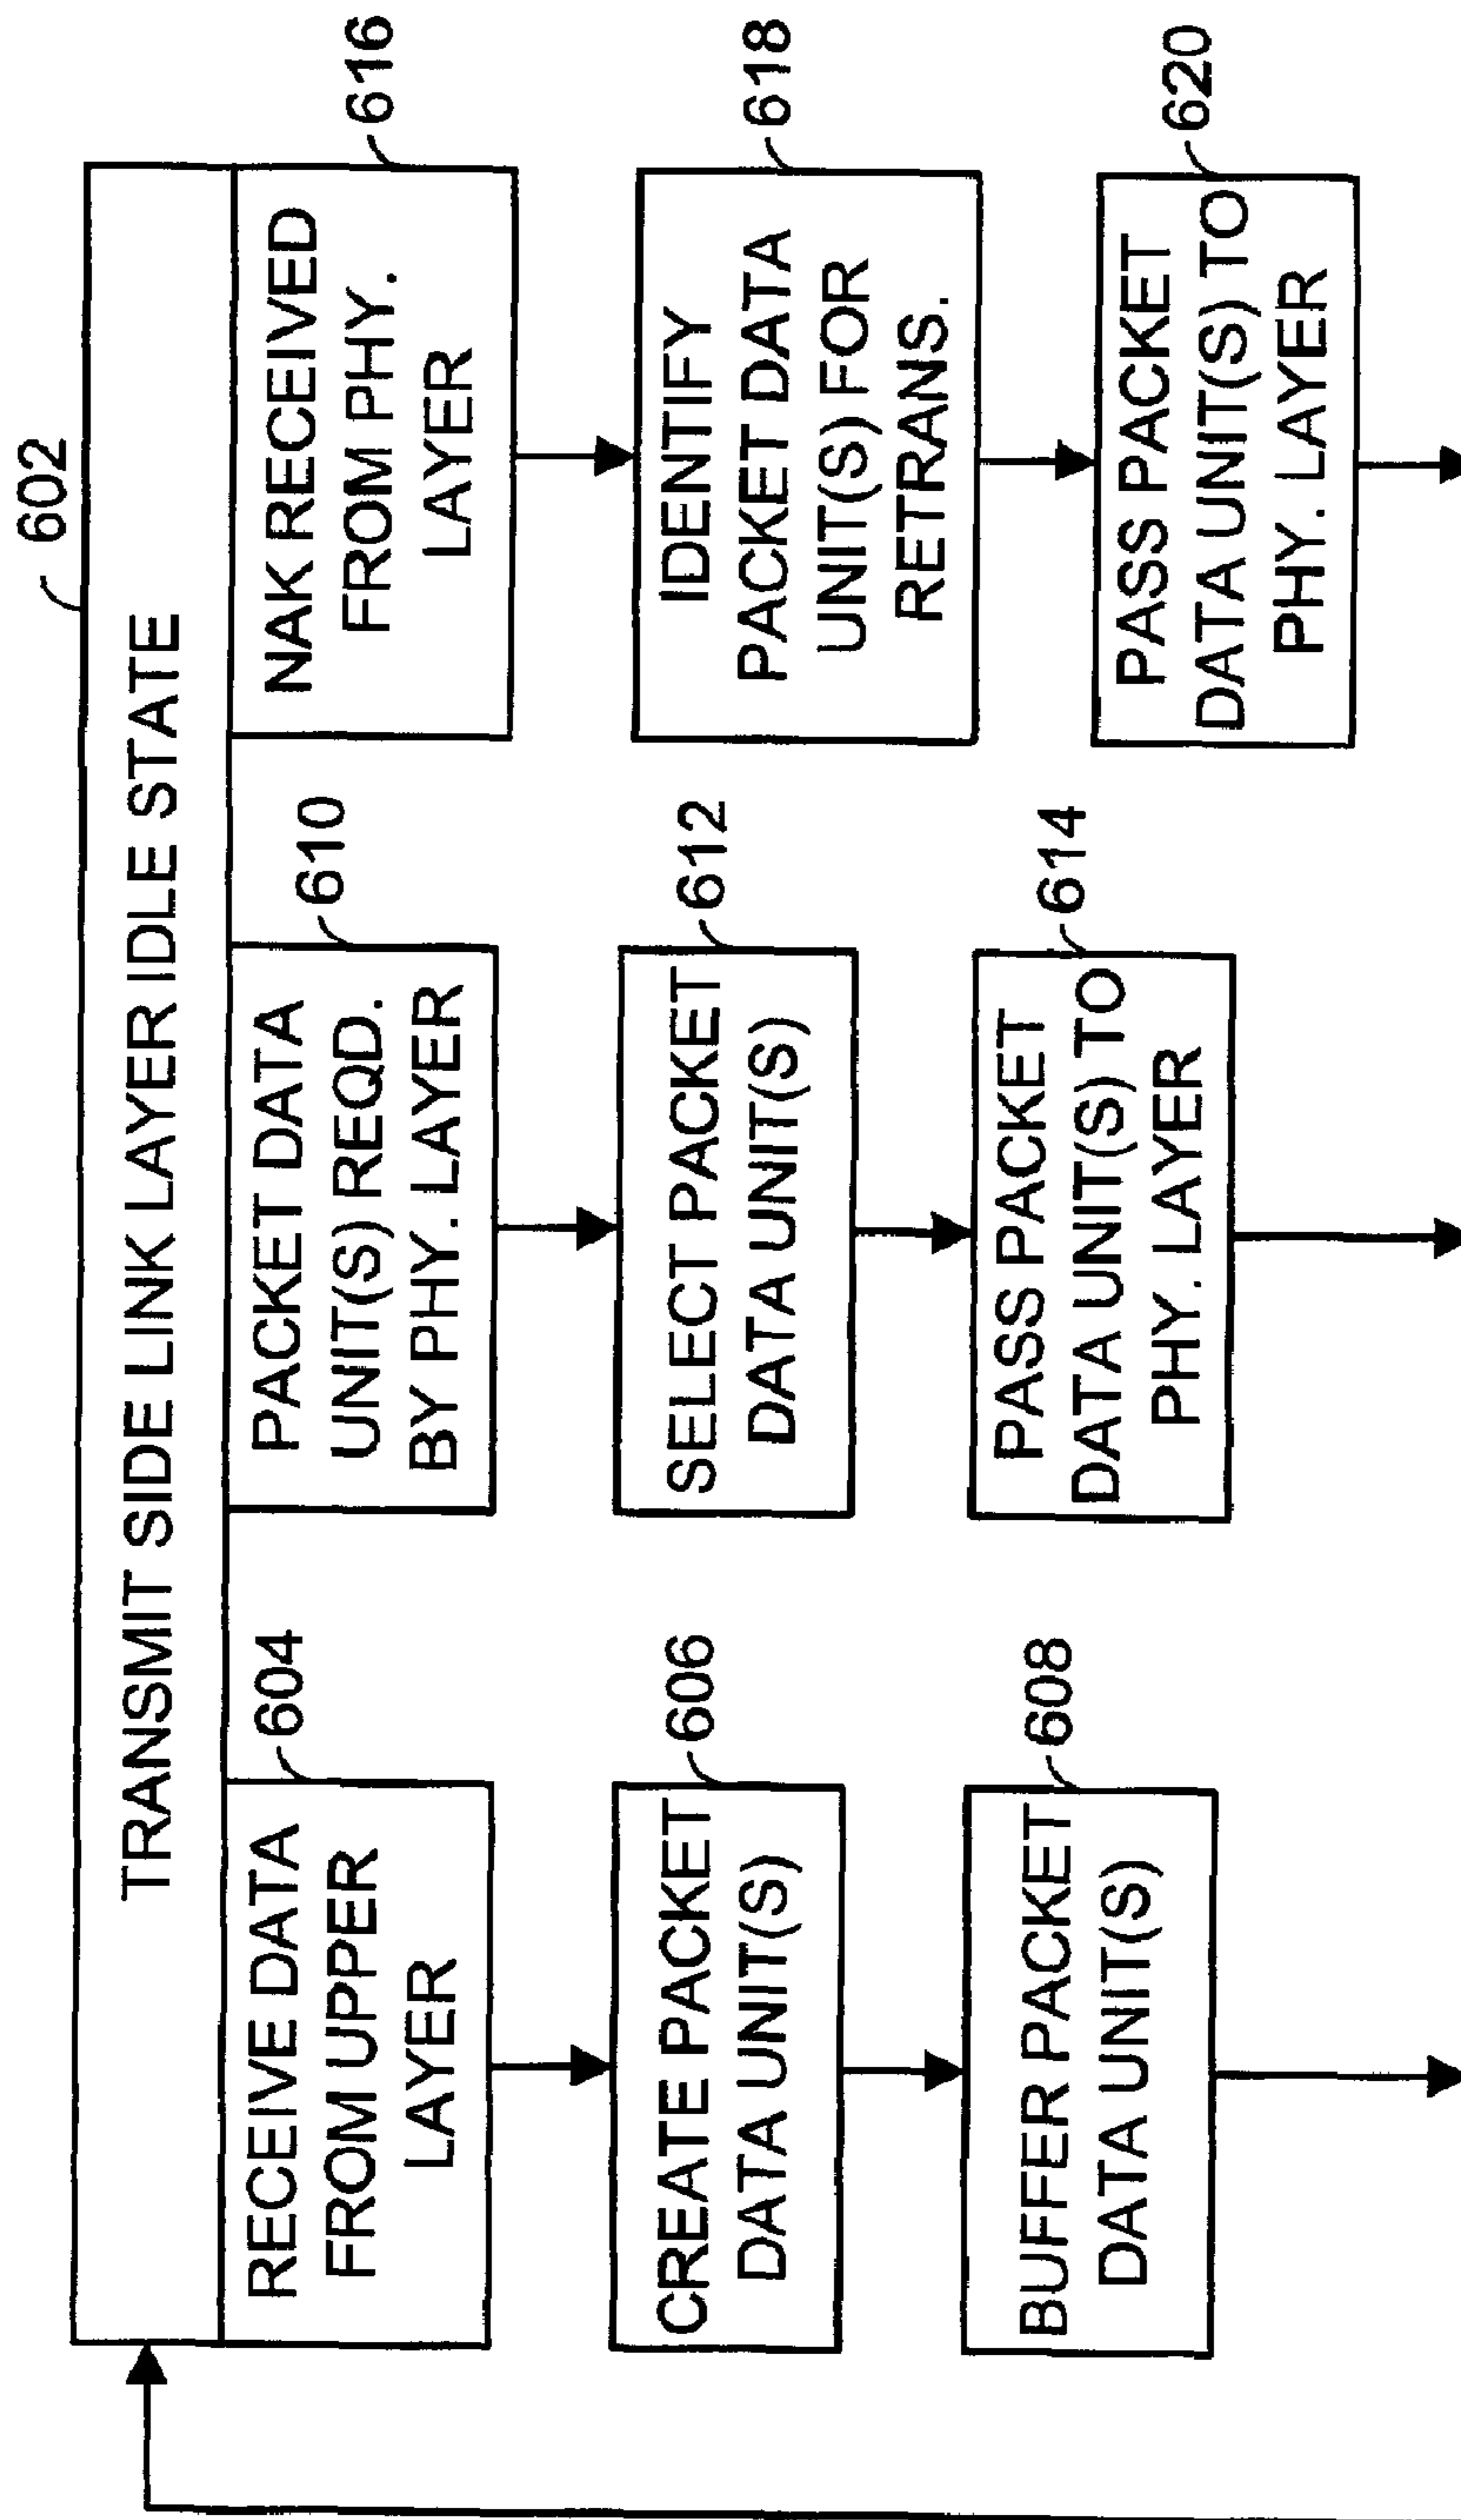 602
TRANSMIT SIDE LINK LAYER IDLE STATE
604
RECEIVE DATA
FROM UPPER
LAYER
606
CREATE PACKET
DATA UNIT(S)
608
BUFFER PACKET
DATA UNIT(S)
610
PACKET DATA
UNIT(S) REQD.
BY PHY. LAYER
612
SELECT PACKET
DATA UNIT(S)
614
PASS PACKET
DATA UNIT(S) TO
PHY. LAYER
616
NAK RECEIVED
FROM PHY.
LAYER
618
IDENTIFY
PACKET DATA
UNIT(S) FOR
RETRANS.
620
PASS PACKET
DATA UNIT(S) TO
PHY. LAYER